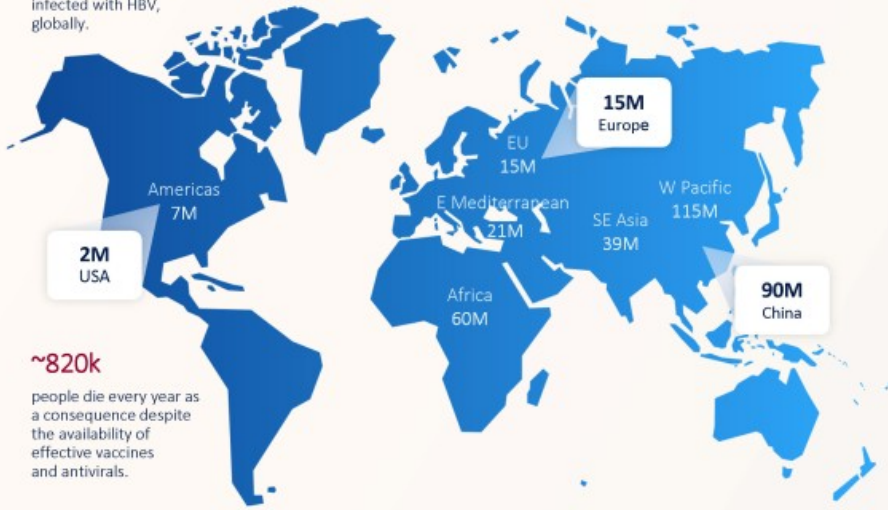 infected with HBV,
globally.
15M
Europe
EU
15M
Americas
7M
E Mediterranean
21M
W Pacific
115M
SE Asia
39M
2M
USA
90M
China
Africa
60M
~820k
people die every year as
a consequence despite
the availability of
effective vaccines
and antivirals.